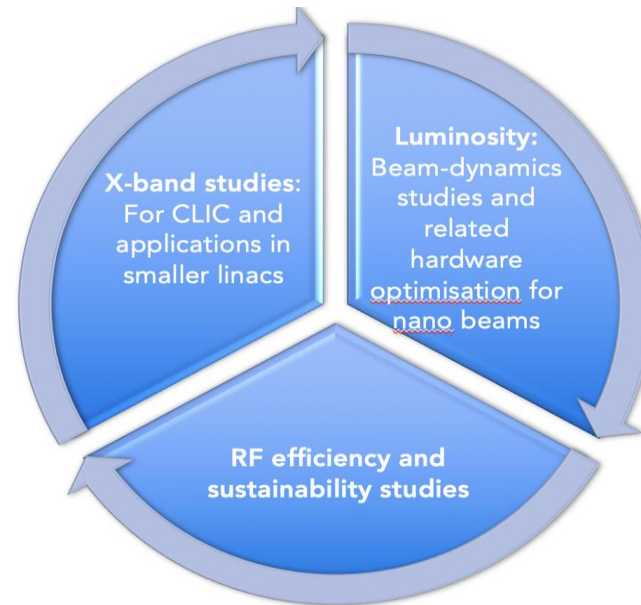 X-band studies:
For CLIC and
applications in
smaller linacs
Luminosity:
Beam-dynamics
studies and
related
hardware
optimisation for
nano beams
RF efficiency and
sustainability studies